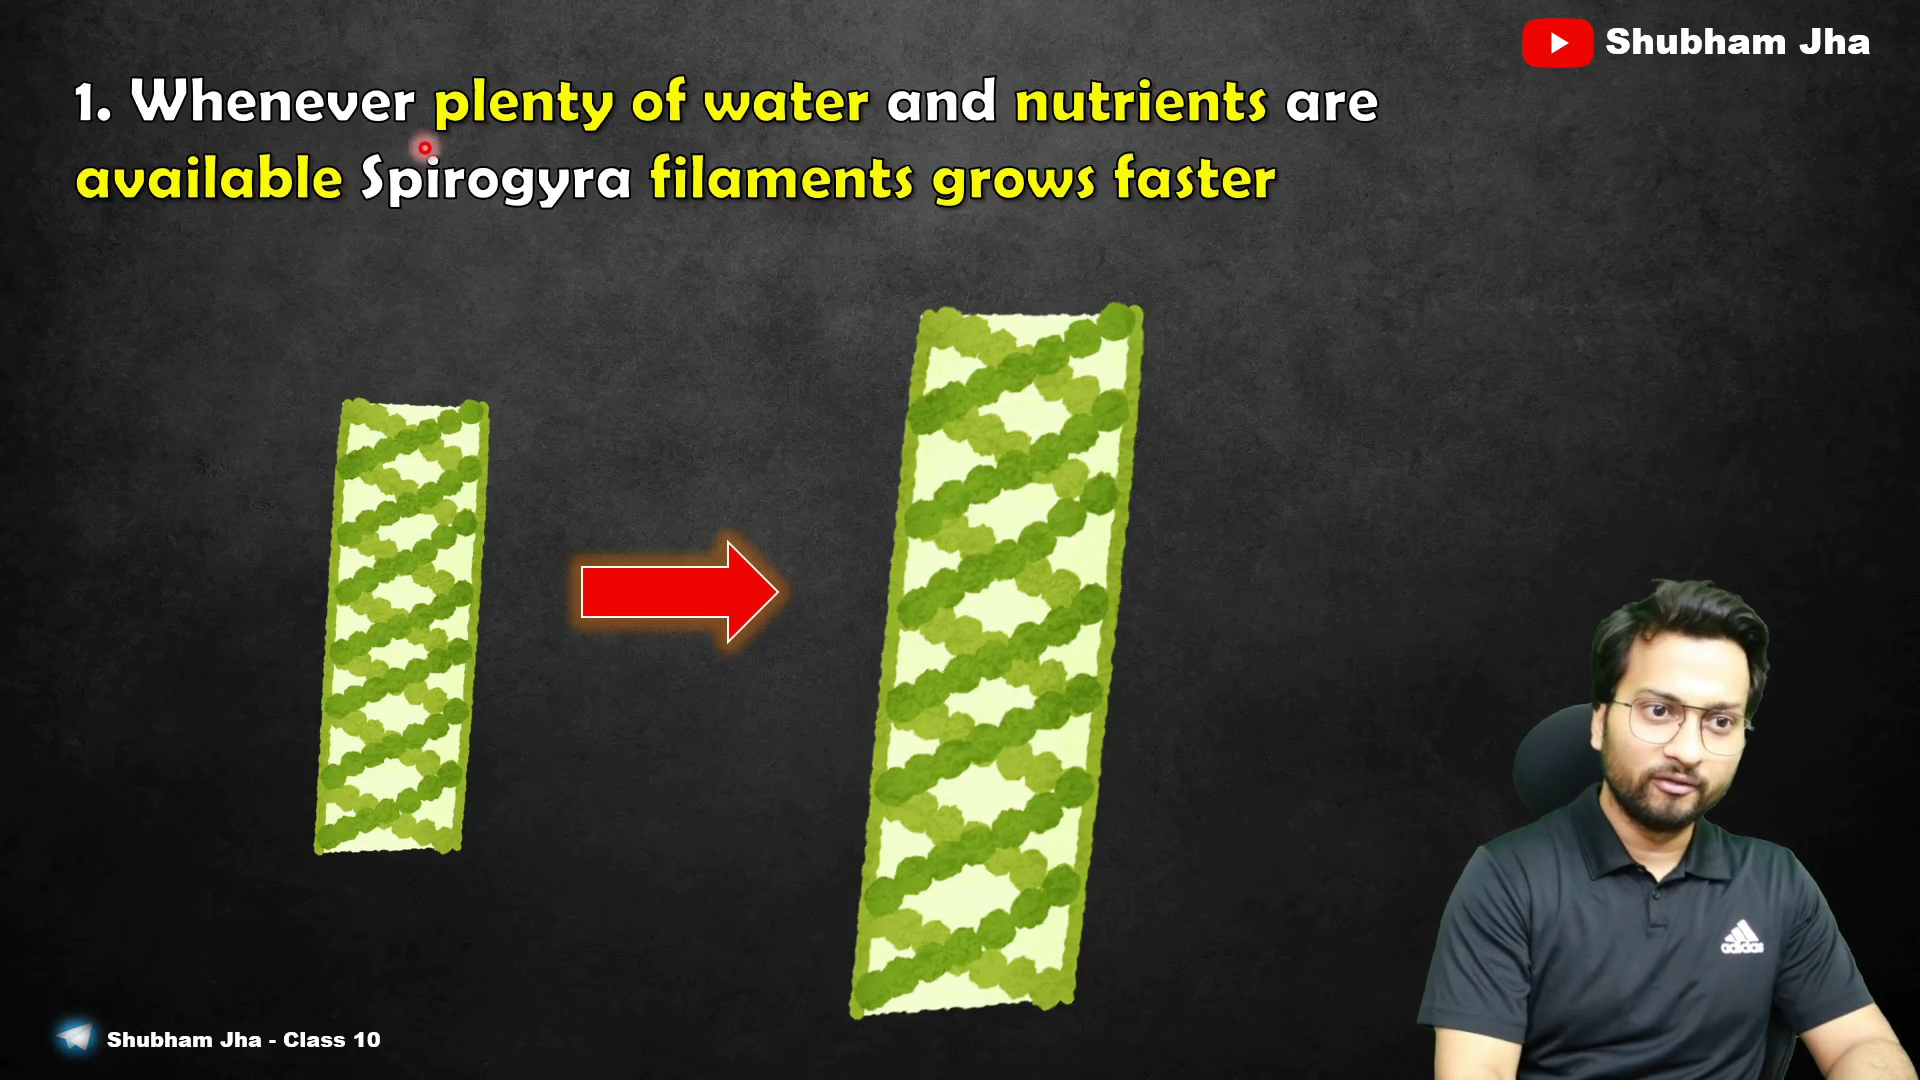 Shubham Jha
1. Whenever plenty of water and nutrients are
available Spirogyra filaments grows faster
adidas
Shubham Jha - Class 10